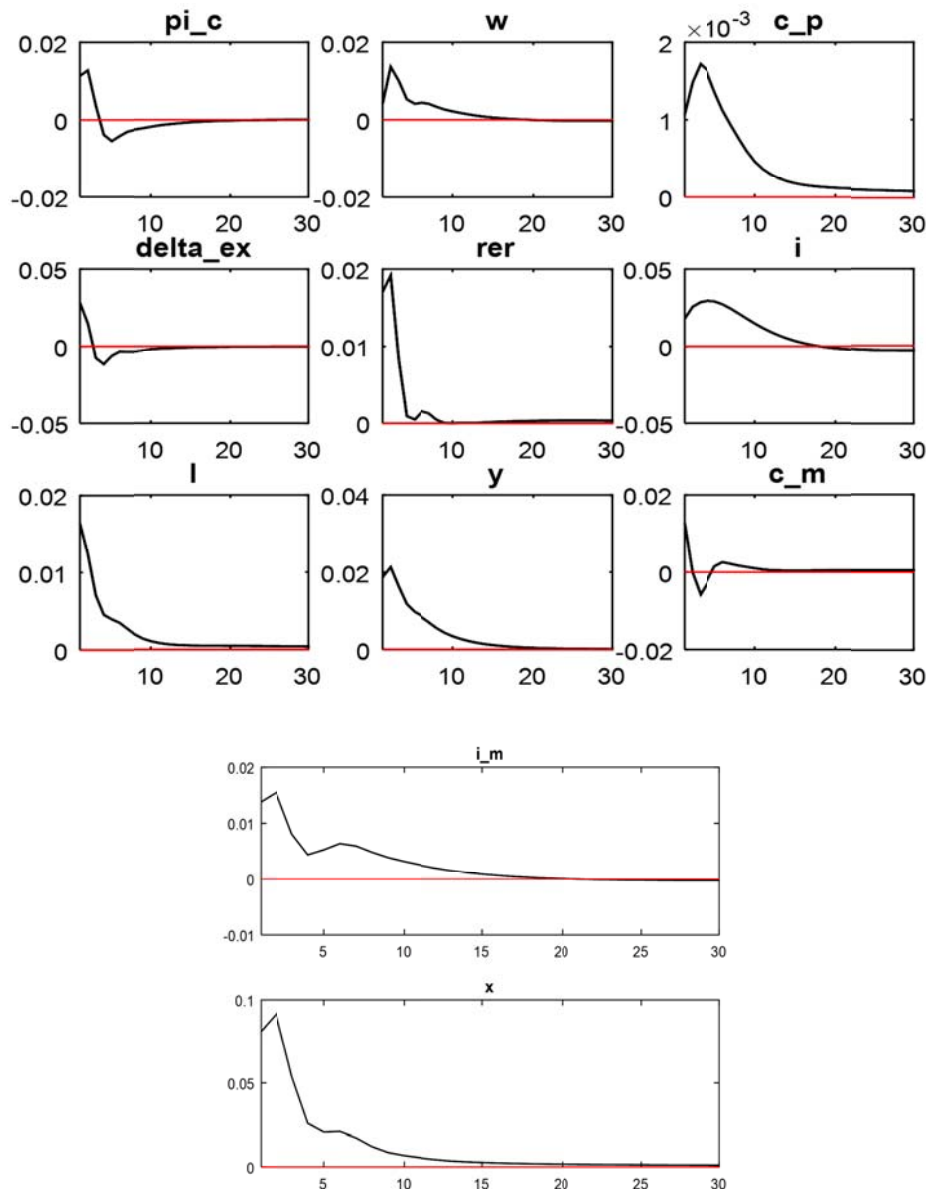 pi_c w c_p
×10⁻³
0.02 0.02 2
0 0 1
-0.02 -0.02 0
10 20 30 10 20 30 10 20 30
delta_ex rer i
0.05 0.02 0.05
0 0.01 0
-0.05 0 -0.05
10 20 30 10 20 30 10 20 30
l y c_m
0.02 0.04 0.02
0.01 0.02 0
0 0 -0.02
10 20 30 10 20 30 10 20 30
i_m
0.02
0.01
0
-0.01
5 10 15 20 25 30
x
0.1
0.05
0
5 10 15 20 25 30